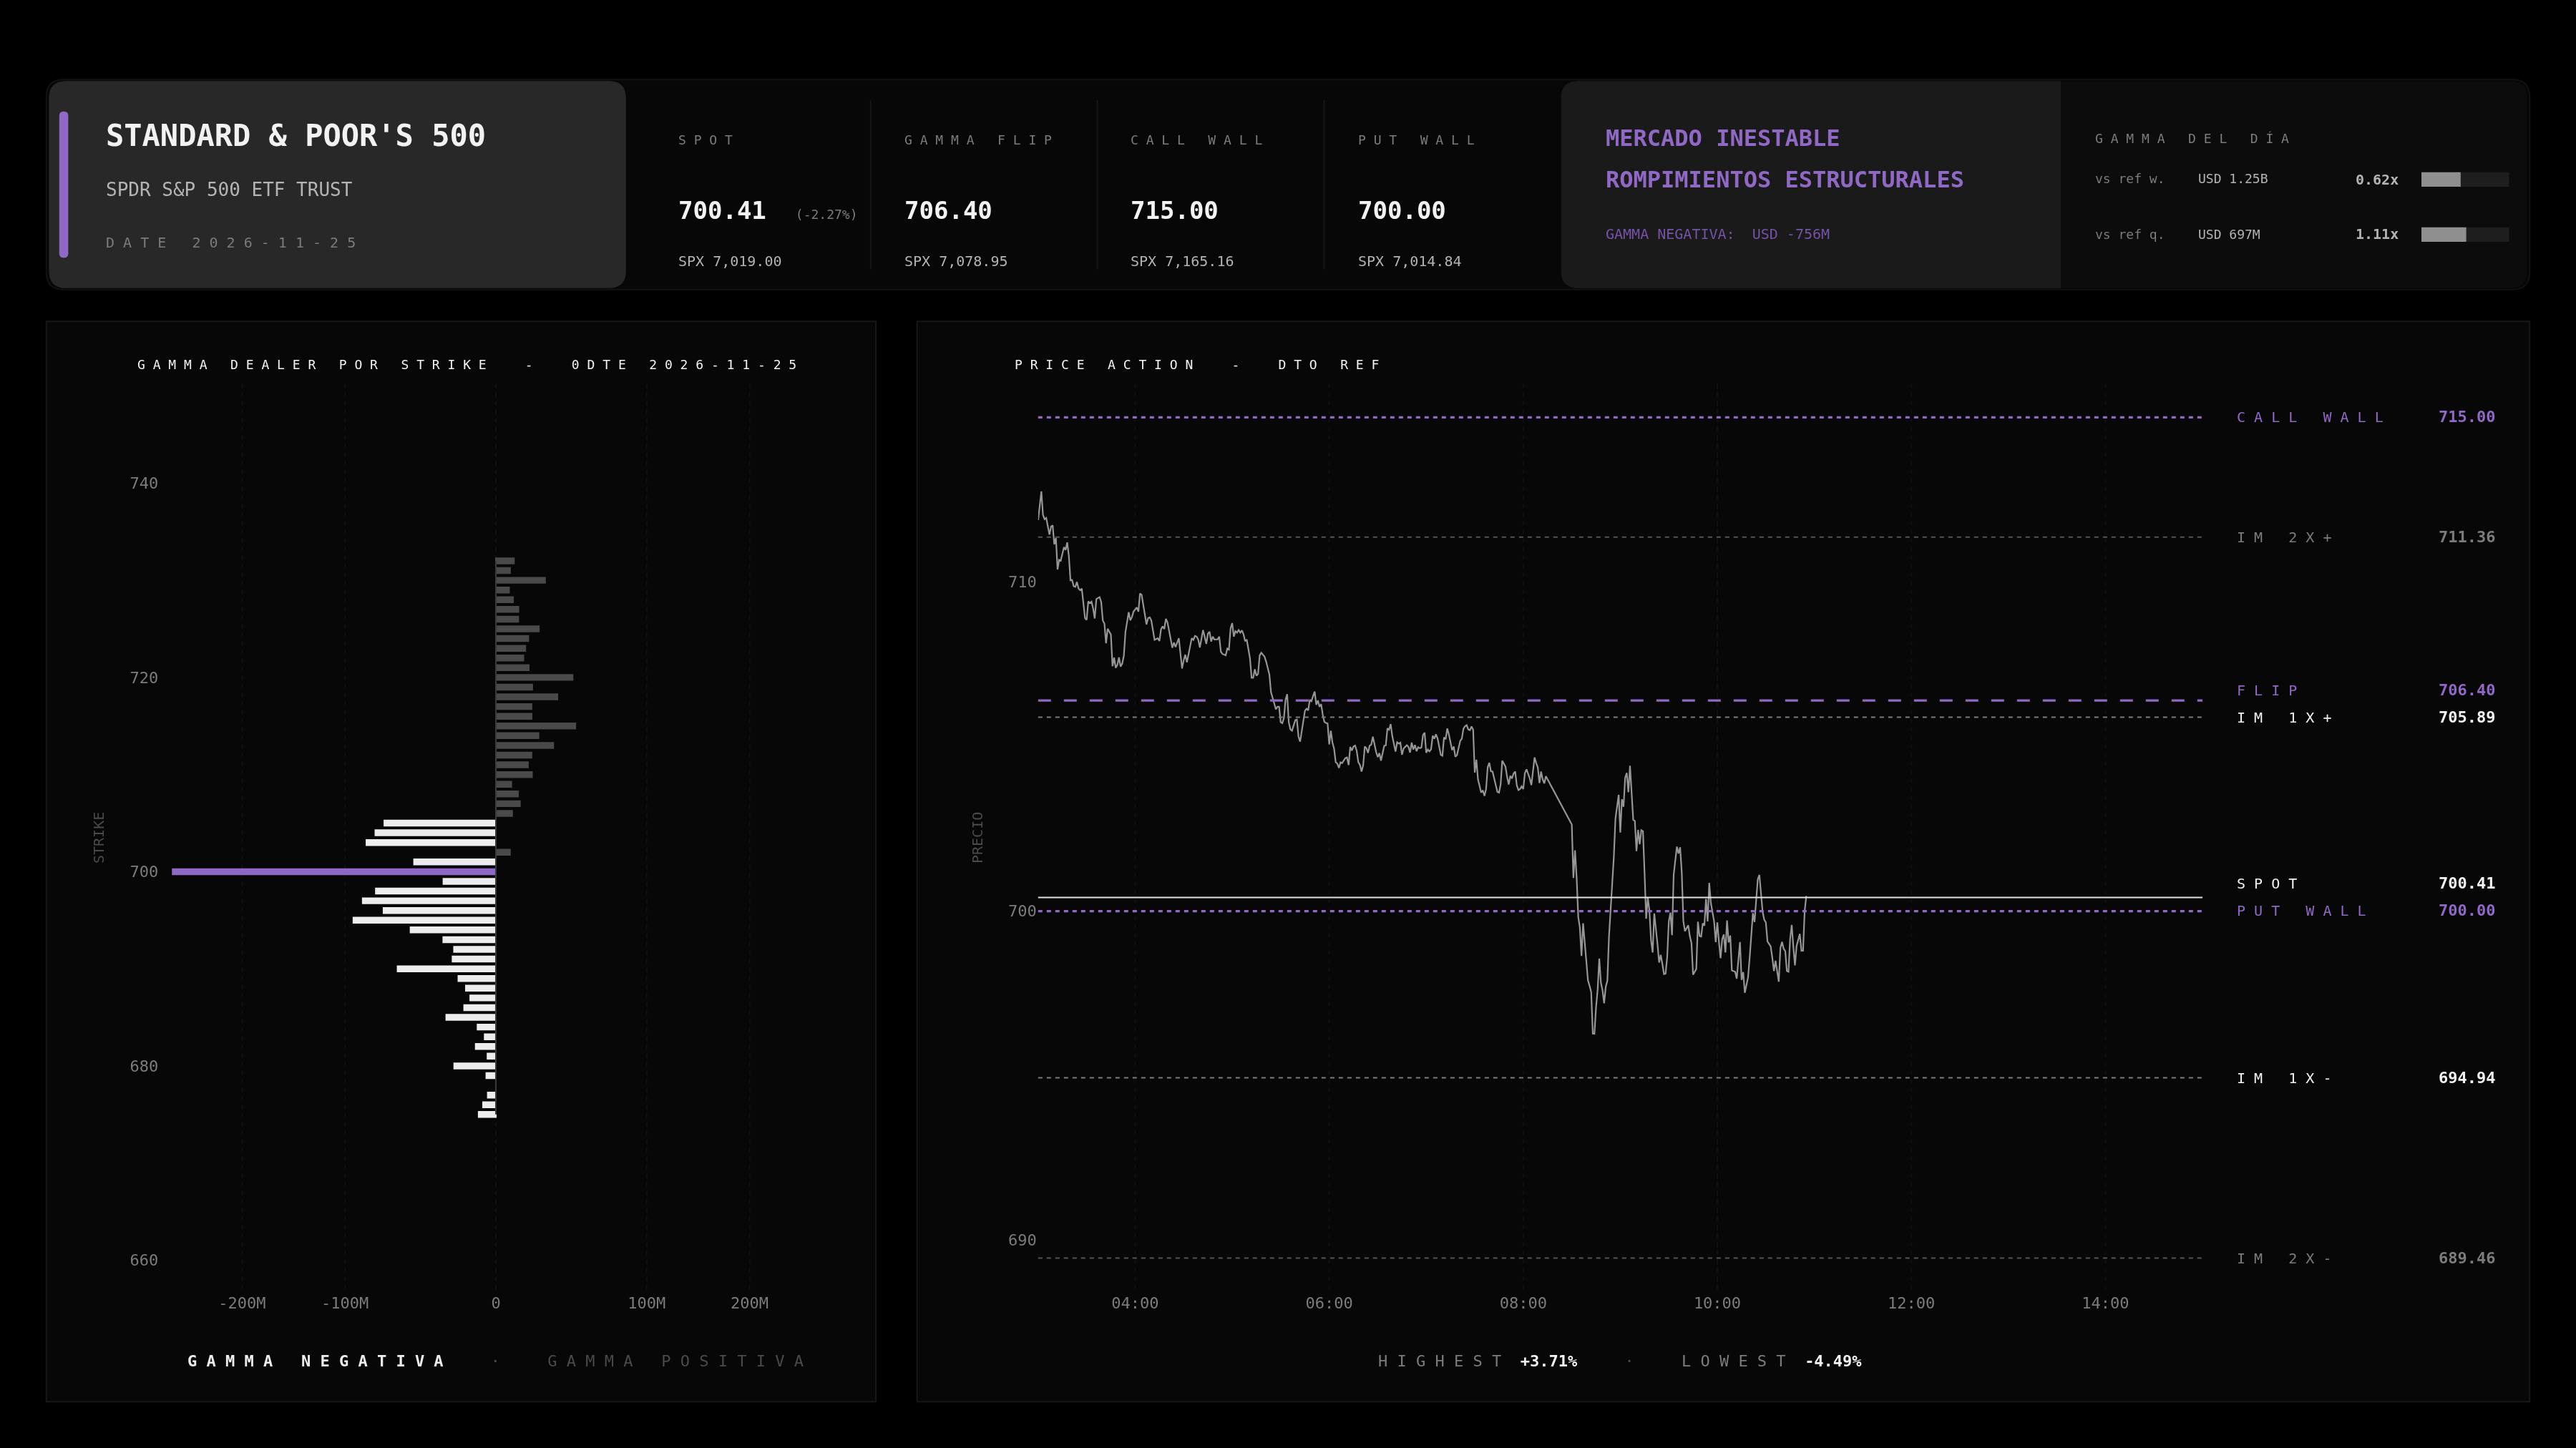 STANDARD & POOR'S 500
SPDR S&P 500 ETF TRUST
DATE 2026-11-25
SPOT
700.41 (-2.27%)
SPX 7,019.00
GAMMA FLIP
706.40
SPX 7,078.95
CALL WALL
715.00
SPX 7,165.16
PUT WALL
700.00
SPX 7,014.84
MERCADO INESTABLE
ROMPIMIENTOS ESTRUCTURALES
GAMMA NEGATIVA: USD -756M
GAMMA DEL DÍA
vs ref w. USD 1.25B 0.62x
vs ref q. USD 697M 1.11x
GAMMA DEALER POR STRIKE - 0DTE 2026-11-25
STRIKE
740
720
700
680
660
-200M -100M 0 100M 200M
GAMMA NEGATIVA · GAMMA POSITIVA
PRICE ACTION - DTO REF
PRECIO
710
700
690
CALL WALL 715.00
IM 2X+ 711.36
FLIP 706.40
IM 1X+ 705.89
SPOT 700.41
PUT WALL 700.00
IM 1X- 694.94
IM 2X- 689.46
04:00 06:00 08:00 10:00 12:00 14:00
HIGHEST +3.71% · LOWEST -4.49%